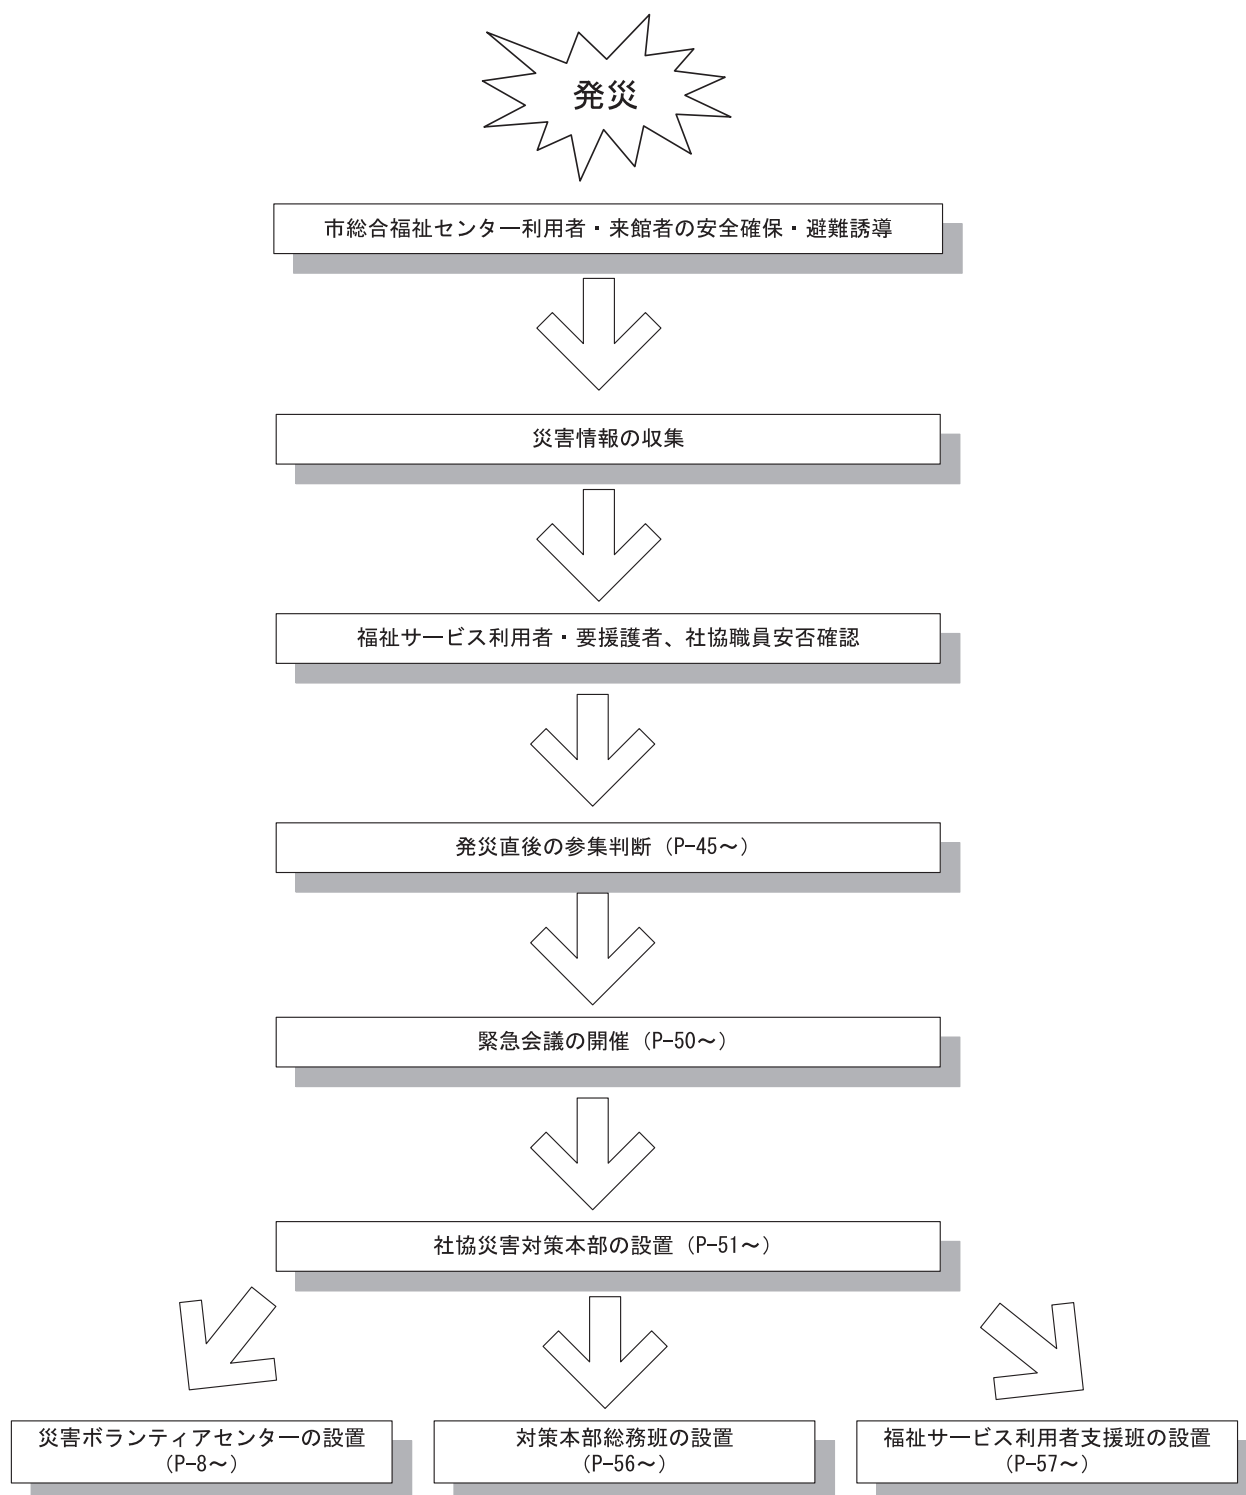 発災
市総合福祉センター利用者・来館者の安全確保・避難誘導
災害情報の収集
福祉サービス利用者・要援護者、社協職員安否確認
発災直後の参集判断（P-45～）
緊急会議の開催（P-50～）
社協災害対策本部の設置（P-51～）
災害ボランティアセンターの設置
（P-8～）
対策本部総務班の設置
（P-56～）
福祉サービス利用者支援班の設置
（P-57～）